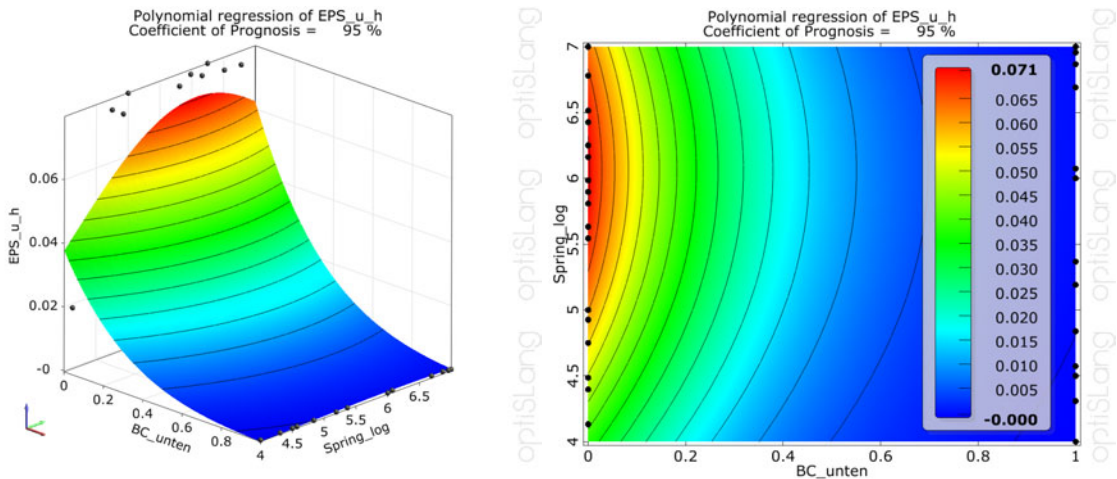 Polynomial regression of EPS_u_h
Coefficient of Prognosis = 95 %
EPS_u_h
0.06
0.04
0.02
-0
0
0.2
0.4
0.6
0.8
BC_unten
4
4.5
5
5.5
6
6.5
Spring_log
optiSLang
optiSLang
optiSLang
Polynomial regression of EPS_u_h
Coefficient of Prognosis = 95 %
Spring_log
7
6.5
6
5.5
5
4.5
4
0
0.2
0.4
0.6
0.8
1
BC_unten
0.071
0.065
0.060
0.055
0.050
0.045
0.040
0.035
0.030
0.025
0.020
0.015
0.010
0.005
-0.000
optiSLang
optiSLang
optiSLang